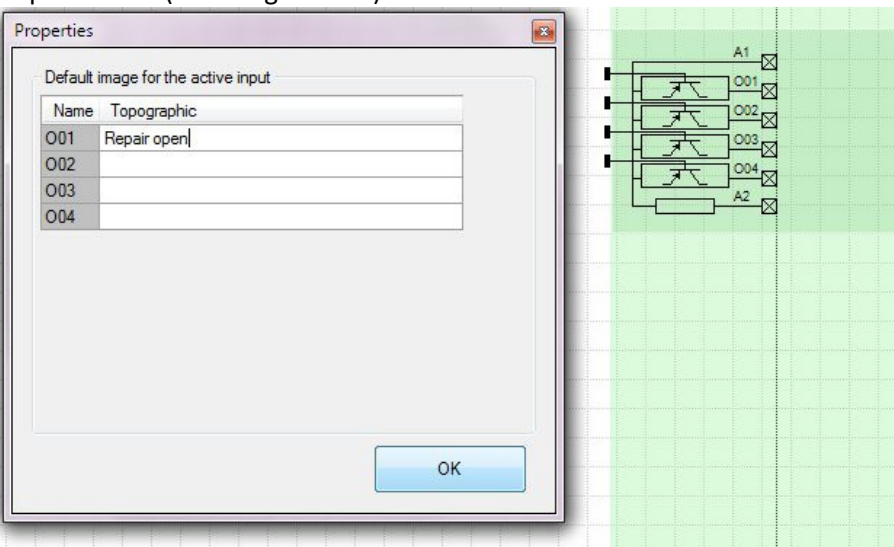 Properties
Default image for the active input
Name Topographic
O01 Repair open
O02
O03
O04
OK
A1
O01
O02
O03
O04
A2